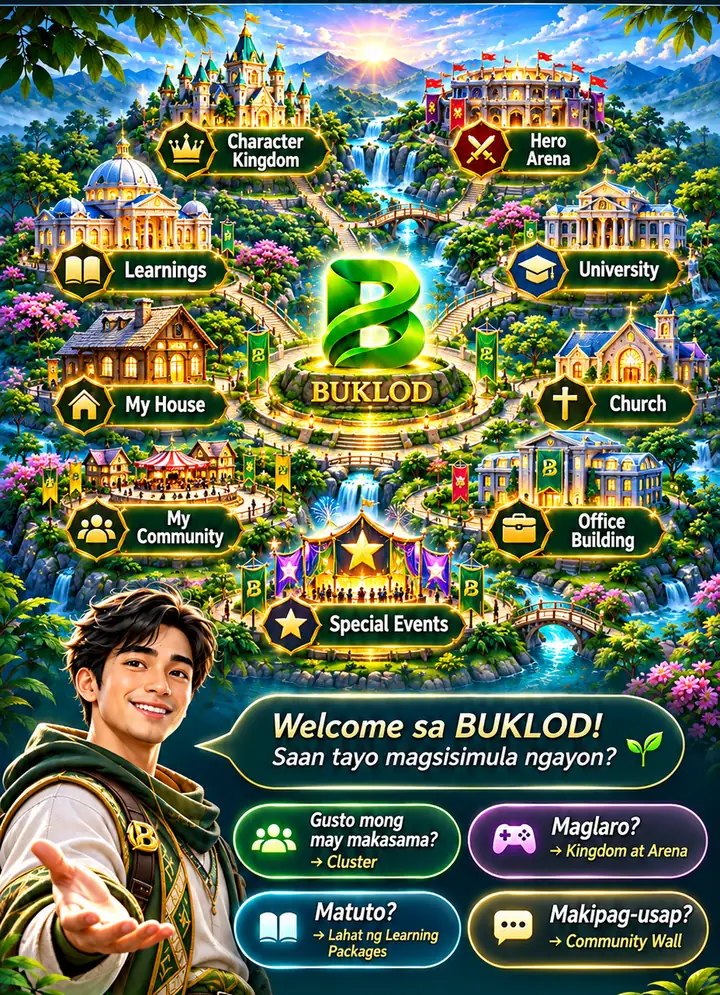 Character
Kingdom
Hero
Arena
Learnings
University
B
BUKLOD
My House
Church
My
Community
B
Office
Building
B
B
Special Events
Welcome sa BUKLOD!
Saan tayo magsisimula ngayon?
B
Gusto mong
may makasama?
→ Cluster
Maglaro?
→ Kingdom at Arena
Matuto?
→ Lahat ng Learning
Packages
Makipag-usap?
→ Community Wall